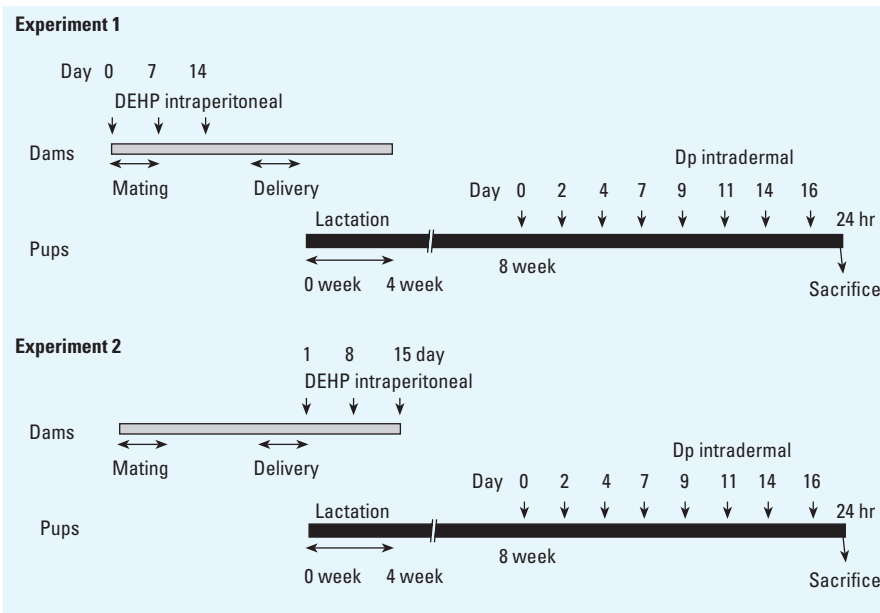 Experiment 1
Day 0 7 14
DEHP intraperitoneal
Dams
Mating Delivery
Dp intradermal
Day 0 2 4 7 9 11 14 16
Lactation
24 hr
Pups
8 week
0 week 4 week
Sacrifice
Experiment 2
1 8 15 day
DEHP intraperitoneal
Dams
Mating Delivery
Dp intradermal
Day 0 2 4 7 9 11 14 16
Lactation
24 hr
Pups
8 week
0 week 4 week
Sacrifice